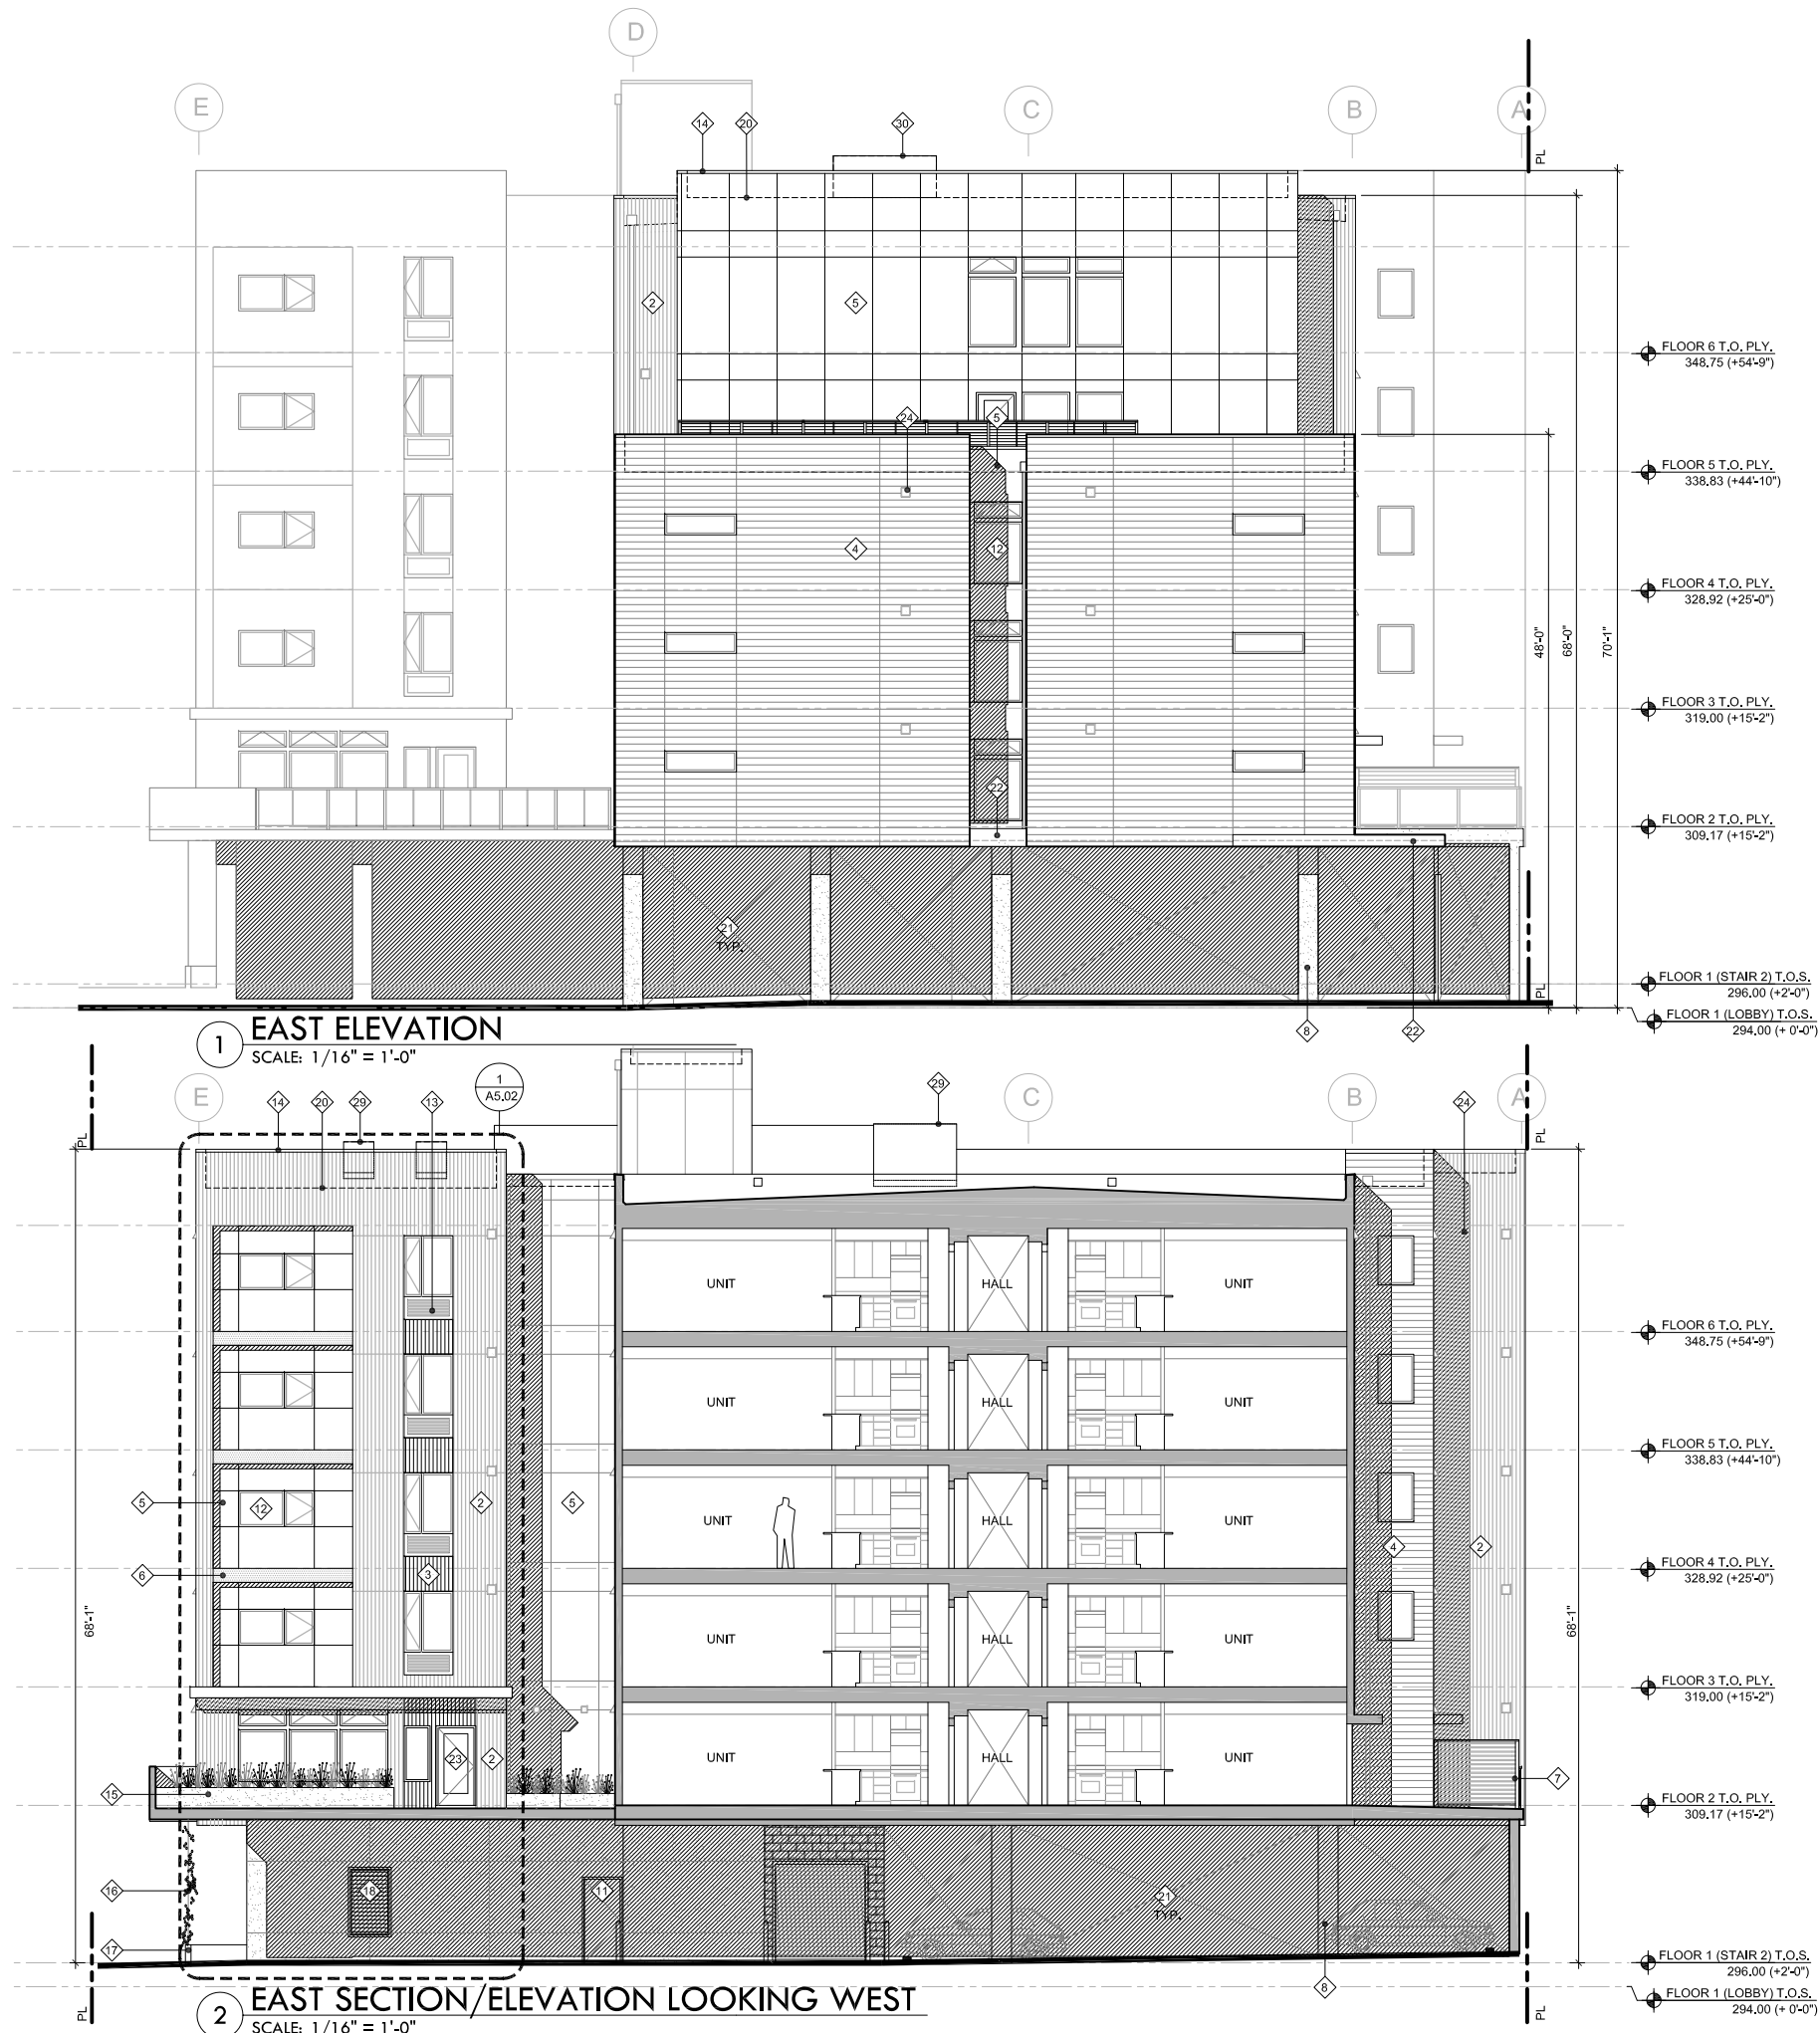 D
E
C
B
A
14
20
30
PL
2
5
FLOOR 6 T.O. PLY.
348.75 (+54'-9")
24
5
FLOOR 5 T.O. PLY.
338.83 (+44'-10")
4
12
FLOOR 4 T.O. PLY.
328.92 (+25'-0")
48'-0"
68'-0"
70'-1"
FLOOR 3 T.O. PLY.
319.00 (+15'-2")
22
FLOOR 2 T.O. PLY.
309.17 (+15'-2")
21
TYP.
FLOOR 1 (STAIR 2) T.O.S.
296.00 (+2'-0")
PL
FLOOR 1 (LOBBY) T.O.S.
294.00 (+ 0'-0")
8
22
1
EAST ELEVATION
SCALE: 1/16" = 1'-0"
E
14
20
29
13
1
A5.02
29
C
B
24
A
PL
PL
UNIT
HALL
UNIT
FLOOR 6 T.O. PLY.
348.75 (+54'-9")
UNIT
HALL
UNIT
FLOOR 5 T.O. PLY.
338.83 (+44'-10")
5
12
2
5
UNIT
HALL
UNIT
4
2
6
3
FLOOR 4 T.O. PLY.
328.92 (+25'-0")
68'-1"
68'-1"
UNIT
HALL
UNIT
FLOOR 3 T.O. PLY.
319.00 (+15'-2")
23
2
UNIT
HALL
UNIT
7
15
FLOOR 2 T.O. PLY.
309.17 (+15'-2")
16
18
11
21
TYP.
17
FLOOR 1 (STAIR 2) T.O.S.
296.00 (+2'-0")
8
FLOOR 1 (LOBBY) T.O.S.
294.00 (+ 0'-0")
PL
PL
2
EAST SECTION/ELEVATION LOOKING WEST
SCALE: 1/16" = 1'-0"